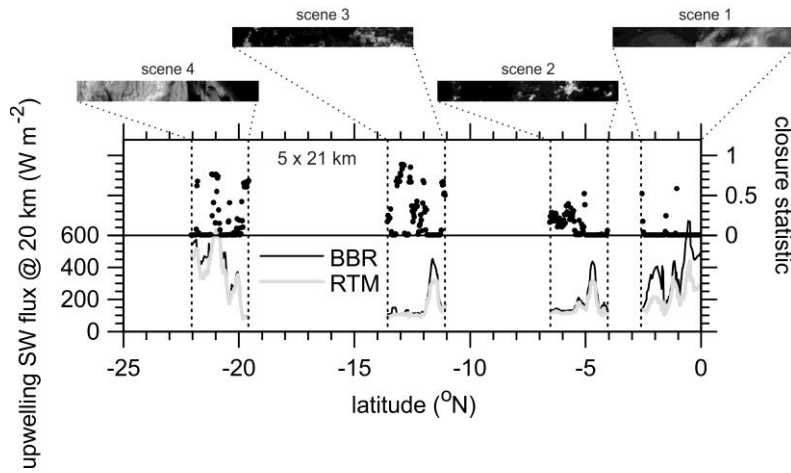 scene 3
scene 1
scene 4
scene 2
upwelling SW flux @ 20 km (W m⁻²)
closure statistic
5 x 21 km
1
0.5
0
600
400
200
0
BBR
RTM
-25
-20
-15
-10
-5
0
latitude (°N)